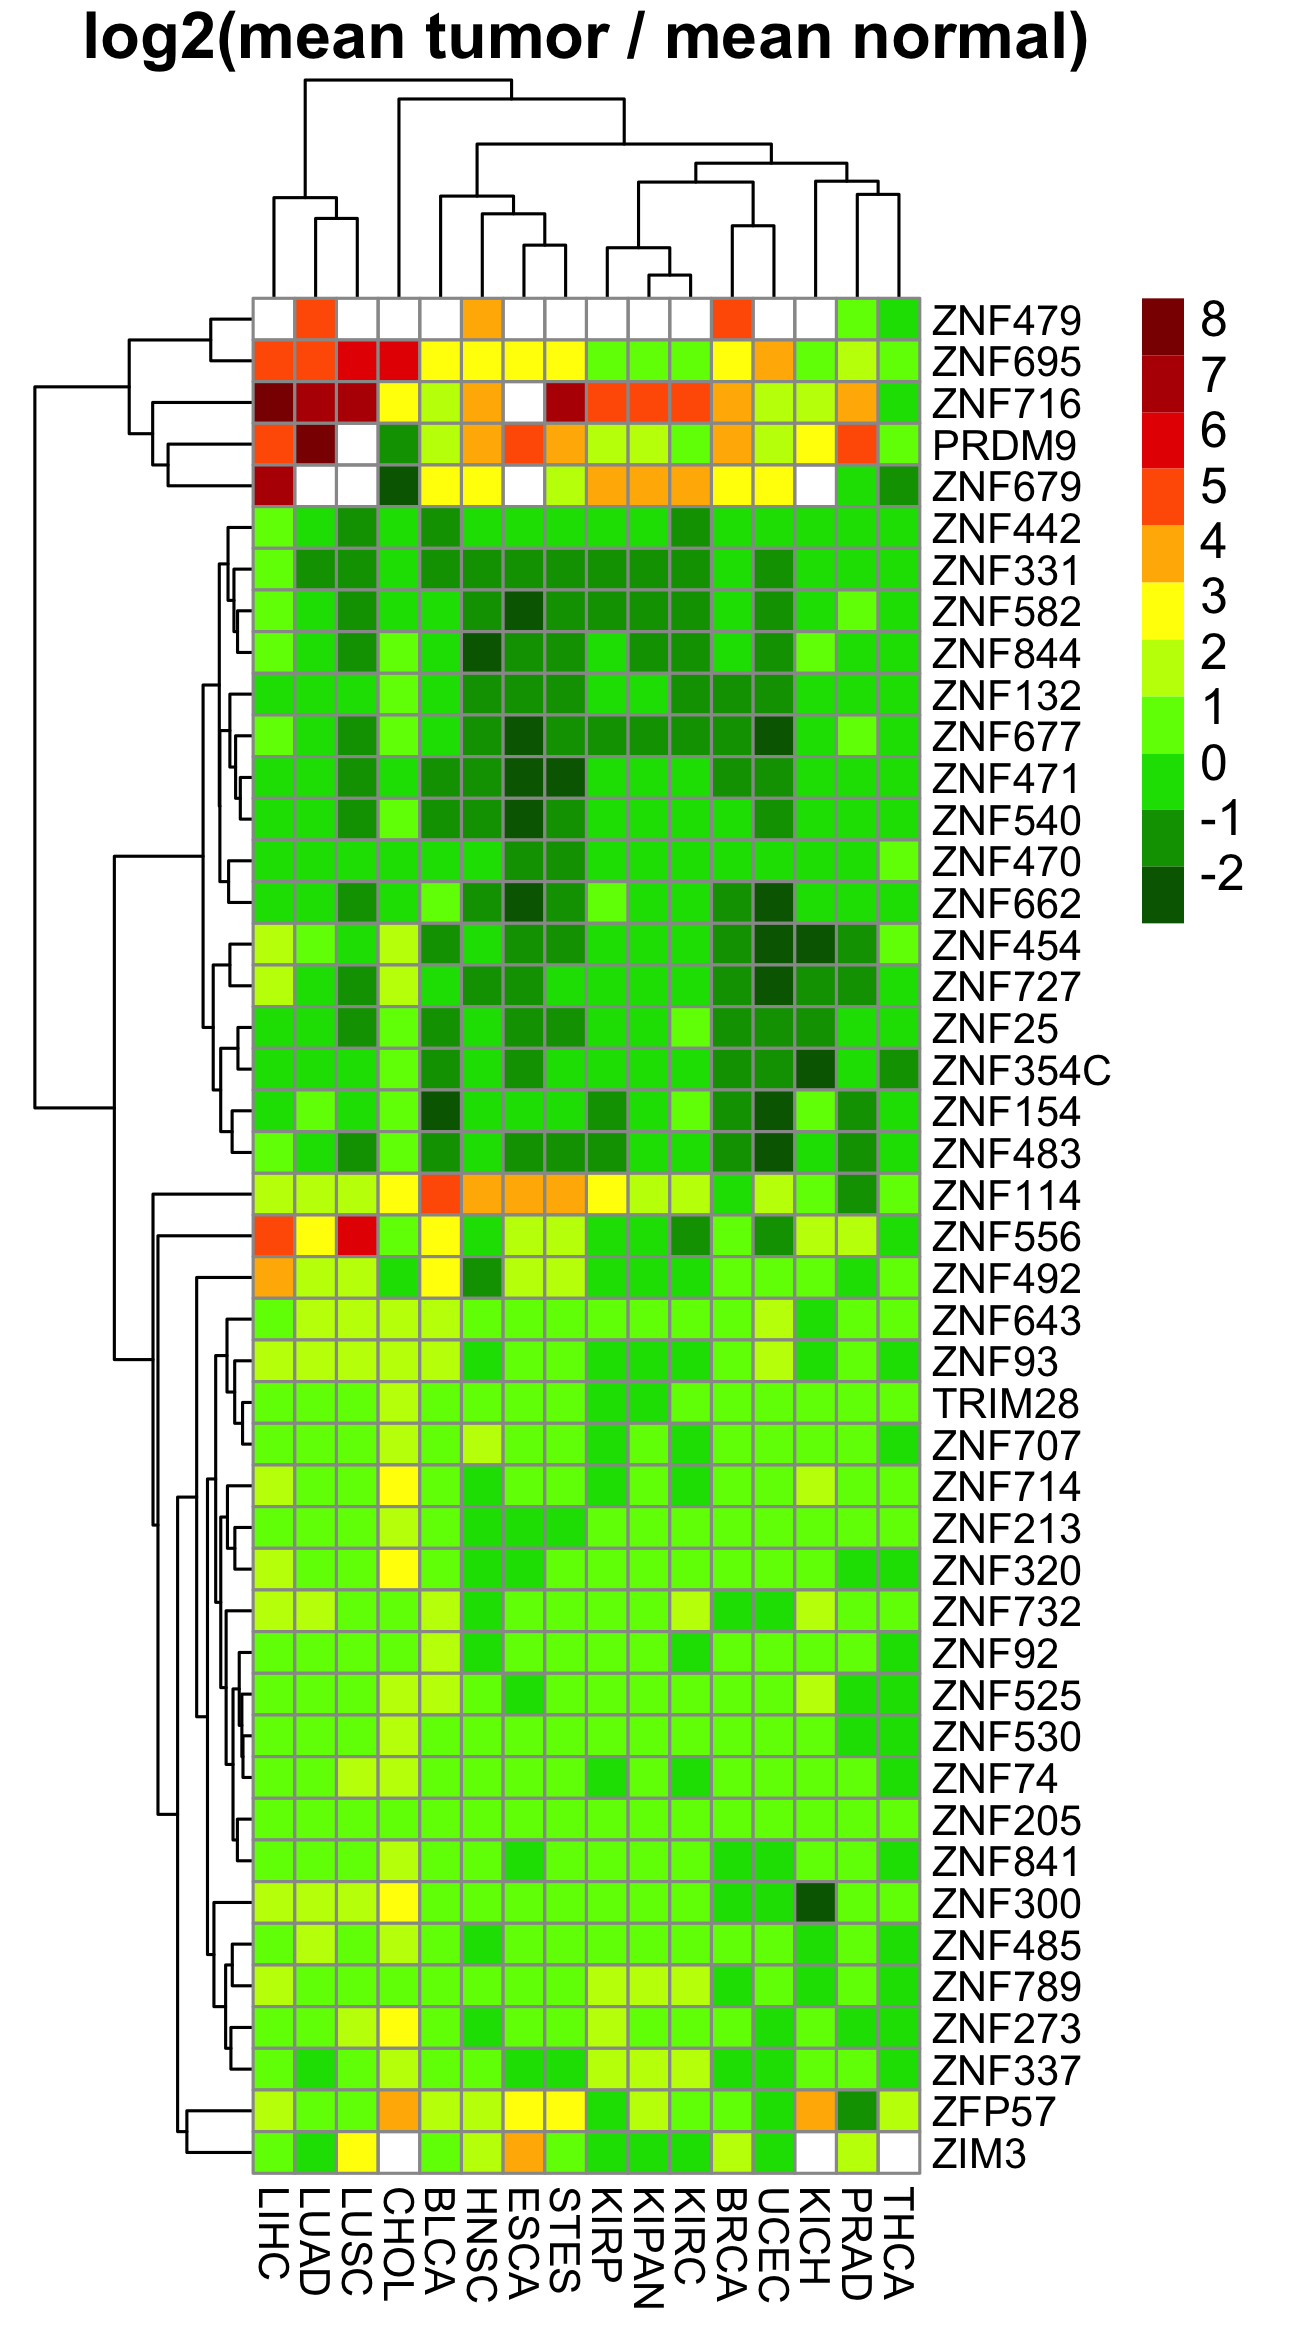 log2(mean tumor / mean normal)
ZNF479
ZNF695
ZNF716
PRDM9
ZNF679
ZNF442
ZNF331
ZNF582
ZNF844
ZNF132
ZNF677
ZNF471
ZNF540
ZNF470
ZNF662
ZNF454
ZNF727
ZNF25
ZNF354C
ZNF154
ZNF483
ZNF114
ZNF556
ZNF492
ZNF643
ZNF93
TRIM28
ZNF707
ZNF714
ZNF213
ZNF320
ZNF732
ZNF92
ZNF525
ZNF530
ZNF74
ZNF205
ZNF841
ZNF300
ZNF485
ZNF789
ZNF273
ZNF337
ZFP57
ZIM3
8
7
6
5
4
3
2
1
0
-1
-2
LIHC
LUAD
LUSC
CHOL
BLCA
HNSC
ESCA
STES
KIRP
KIPAN
KIRC
BRCA
UCEC
KICH
PRAD
THCA